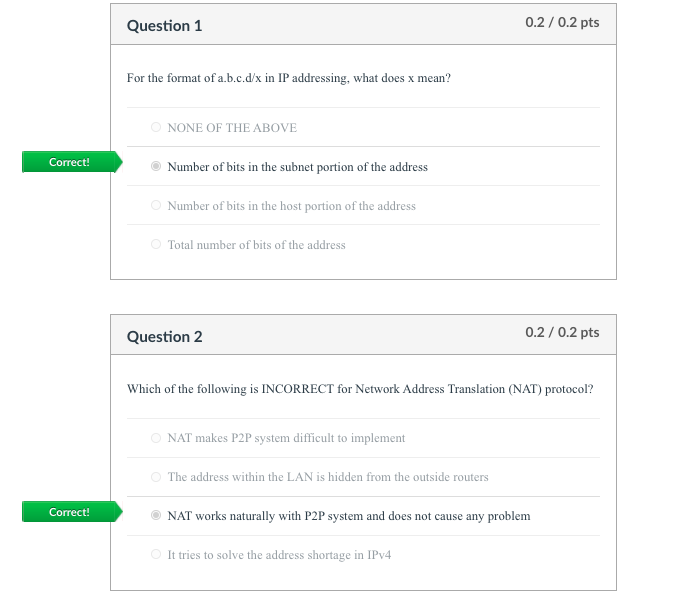 Question 1
0.2 / 0.2 pts
For the format of a.b.c.d/x in IP addressing, what does x mean?
NONE OF THE ABOVE
Correct!
Number of bits in the subnet portion of the address
Number of bits in the host portion of the address
Total number of bits of the address
Question 2
0.2 / 0.2 pts
Which of the following is INCORRECT for Network Address Translation (NAT) protocol?
NAT makes P2P system difficult to implement
The address within the LAN is hidden from the outside routers
Correct!
NAT works naturally with P2P system and does not cause any problem
It tries to solve the address shortage in IPv4